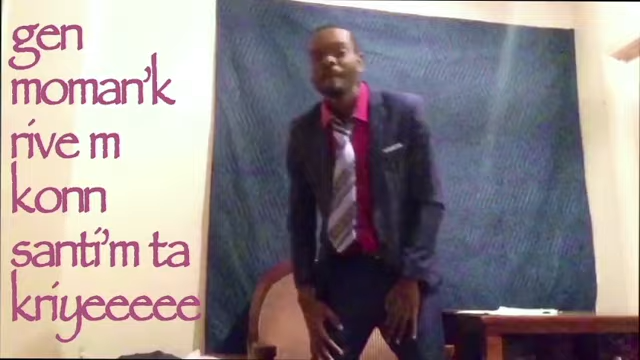 gen
moman'k
rive m
konn
santi'm ta
kriyeeeee